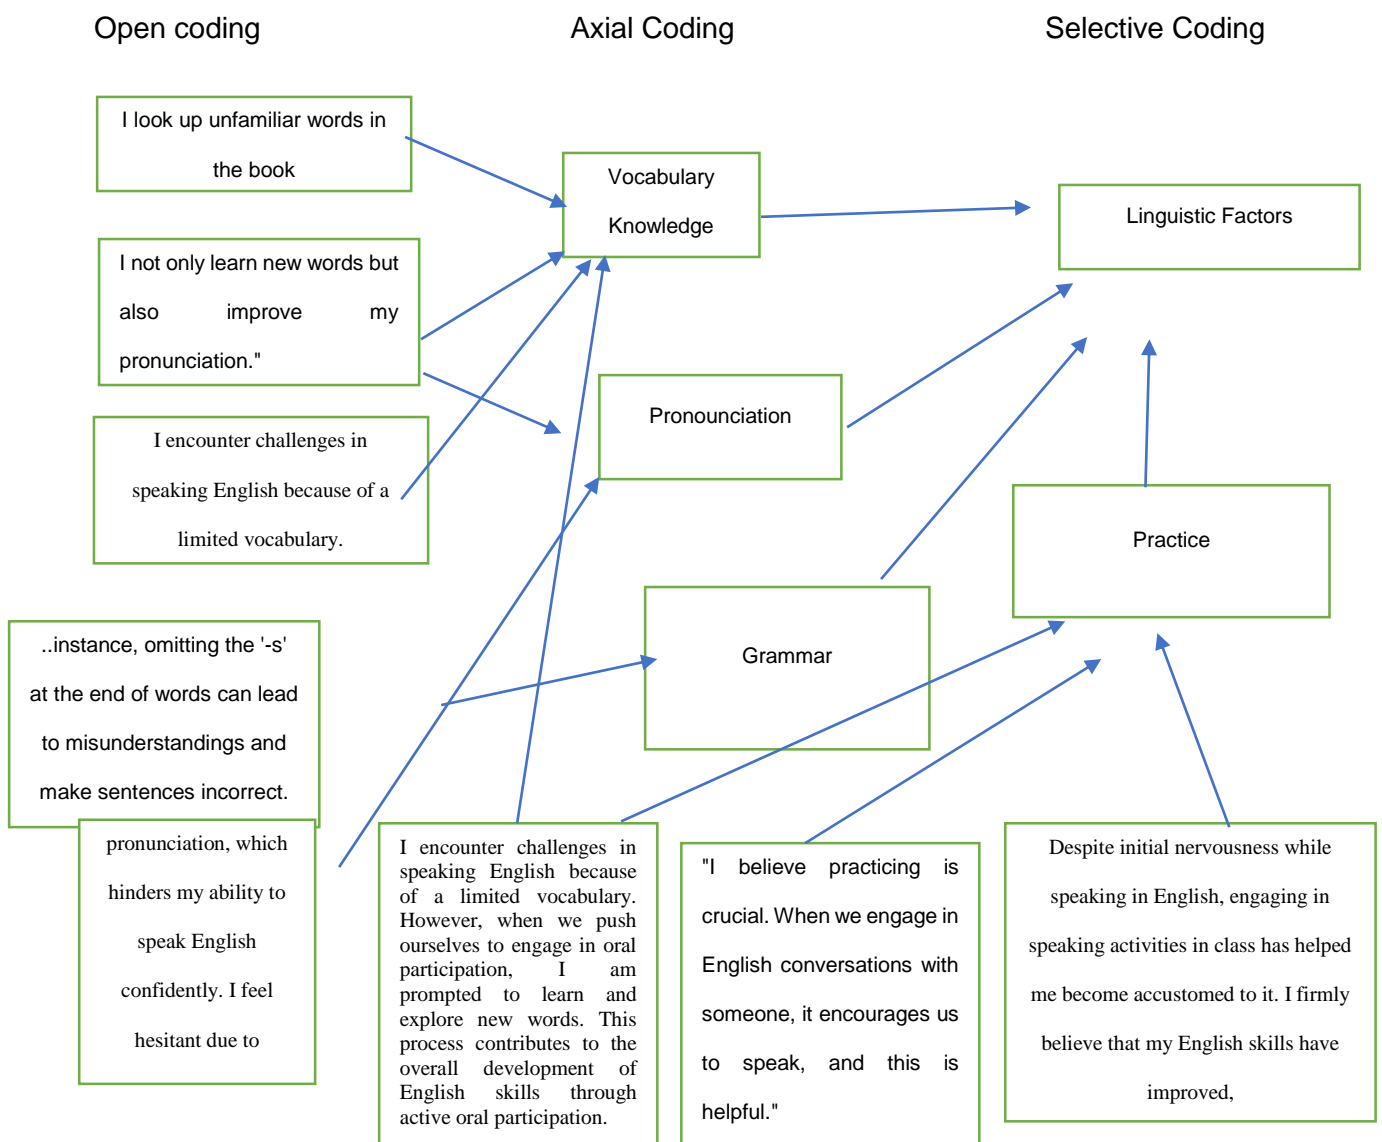 Open coding
Axial Coding
Selective Coding
I look up unfamiliar words in
the book
Vocabulary
Knowledge
Linguistic Factors
I not only learn new words but
also improve my
pronunciation."
Pronounciation
I encounter challenges in
speaking English because of a
limited vocabulary.
Practice
..instance, omitting the '-s'
at the end of words can lead
to misunderstandings and
make sentences incorrect.
Grammar
pronunciation, which
hinders my ability to
speak English
confidently. I feel
hesitant due to
I encounter challenges in
speaking English because
of a limited vocabulary.
However, when we push
ourselves to engage in oral
participation, I am
prompted to learn and
explore new words. This
process contributes to the
overall development of
English skills through
active oral participation.
"I believe practicing is
crucial. When we engage in
English conversations with
someone, it encourages us
to speak, and this is
helpful."
Despite initial nervousness while
speaking in English, engaging in
speaking activities in class has helped
me become accustomed to it. I firmly
believe that my English skills have
improved,